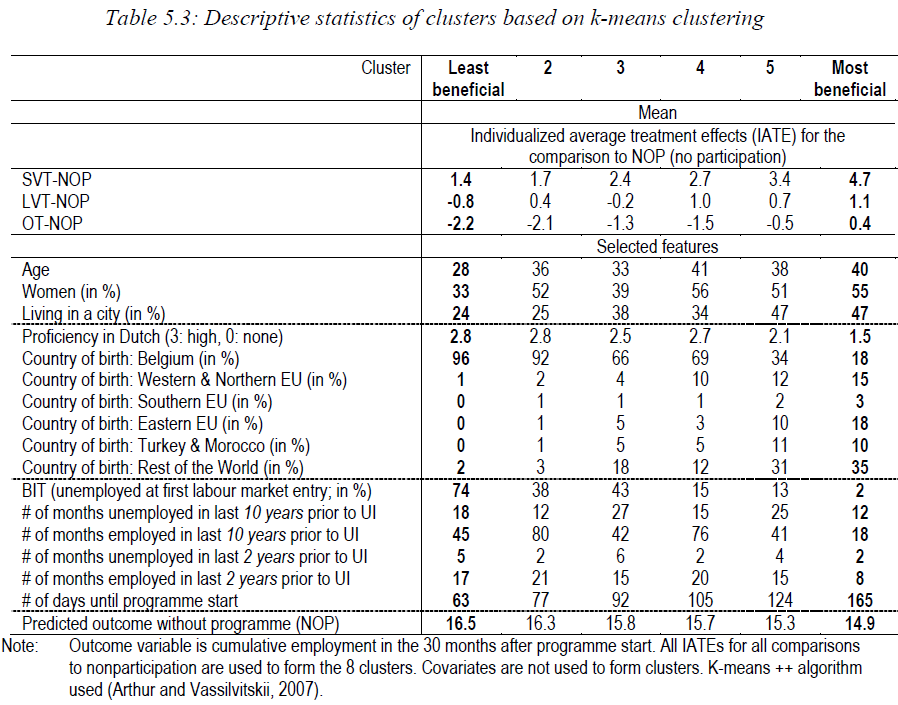 Table 5.3: Descriptive statistics of clusters based on k-means clustering
Cluster Least beneficial 2 3 4 5 Most beneficial
Mean
Individualized average treatment effects (IATE) for the
comparison to NOP (no participation)
SVT-NOP 1.4 1.7 2.4 2.7 3.4 4.7
LVT-NOP -0.8 0.4 -0.2 1.0 0.7 1.1
OT-NOP -2.2 -2.1 -1.3 -1.5 -0.5 0.4
Selected features
Age 28 36 33 41 38 40
Women (in %) 33 52 39 56 51 55
Living in a city (in %) 24 25 38 34 47 47
Proficiency in Dutch (3: high, 0: none) 2.8 2.8 2.5 2.7 2.1 1.5
Country of birth: Belgium (in %) 96 92 66 69 34 18
Country of birth: Western & Northern EU (in %) 1 2 4 10 12 15
Country of birth: Southern EU (in %) 0 1 1 1 2 3
Country of birth: Eastern EU (in %) 0 1 5 3 10 18
Country of birth: Turkey & Morocco (in %) 0 1 5 5 11 10
Country of birth: Rest of the World (in %) 2 3 18 12 31 35
BIT (unemployed at first labour market entry; in %) 74 38 43 15 13 2
# of months unemployed in last 10 years prior to UI 18 12 27 15 25 12
# of months employed in last 10 years prior to UI 45 80 42 76 41 18
# of months unemployed in last 2 years prior to UI 5 2 6 2 4 2
# of months employed in last 2 years prior to UI 17 21 15 20 15 8
# of days until programme start 63 77 92 105 124 165
Predicted outcome without programme (NOP) 16.5 16.3 15.8 15.7 15.3 14.9
Note: Outcome variable is cumulative employment in the 30 months after programme start. All IATEs for all comparisons
to nonparticipation are used to form the 8 clusters. Covariates are not used to form clusters. K-means ++ algorithm
used (Arthur and Vassilvitskii, 2007).